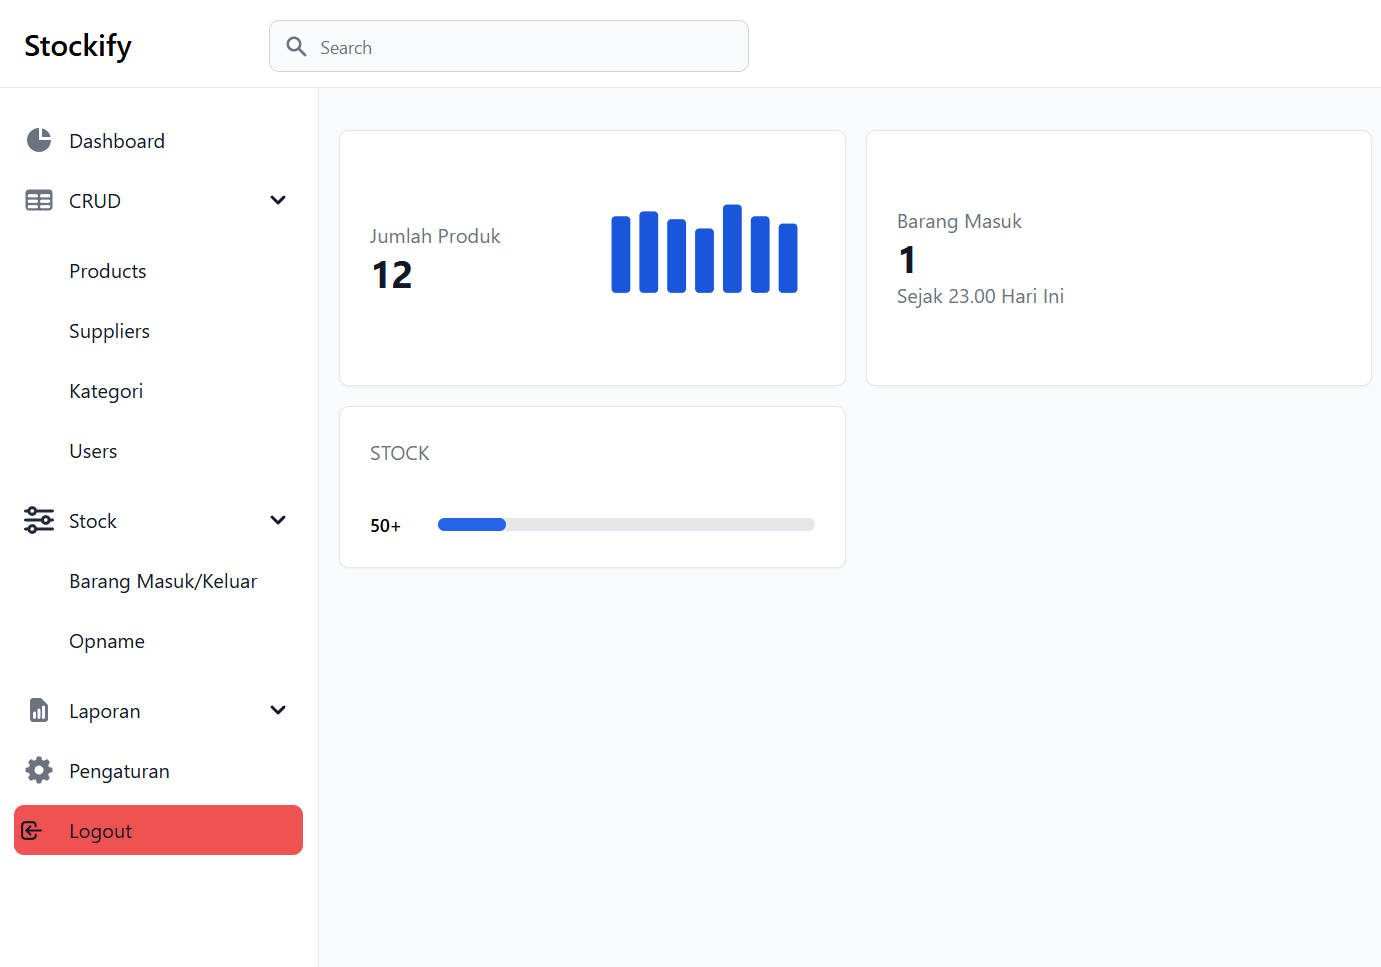 Stockify
Search
Dashboard
CRUD
Products
Suppliers
Kategori
Users
Stock
Barang Masuk/Keluar
Opname
Laporan
Pengaturan
Logout
Jumlah Produk
12
Barang Masuk
1
Sejak 23.00 Hari Ini
STOCK
50+